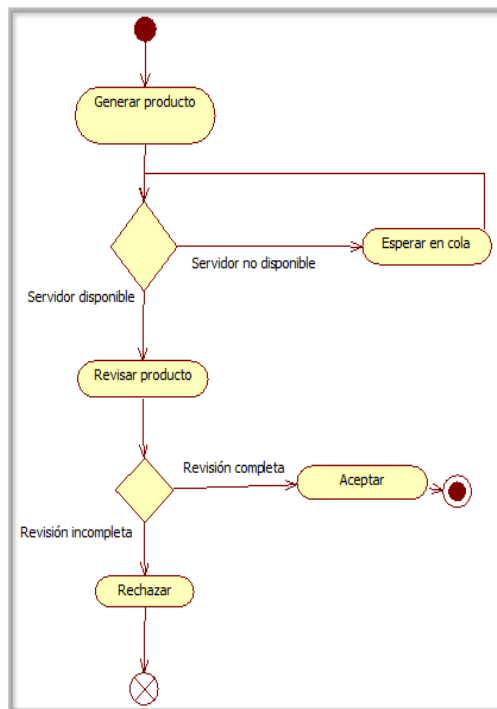 Generar producto
Esperar en cola
Servidor no disponible
Servidor disponible
Revisar producto
Revisión completa
Aceptar
Revisión incompleta
Rechazar